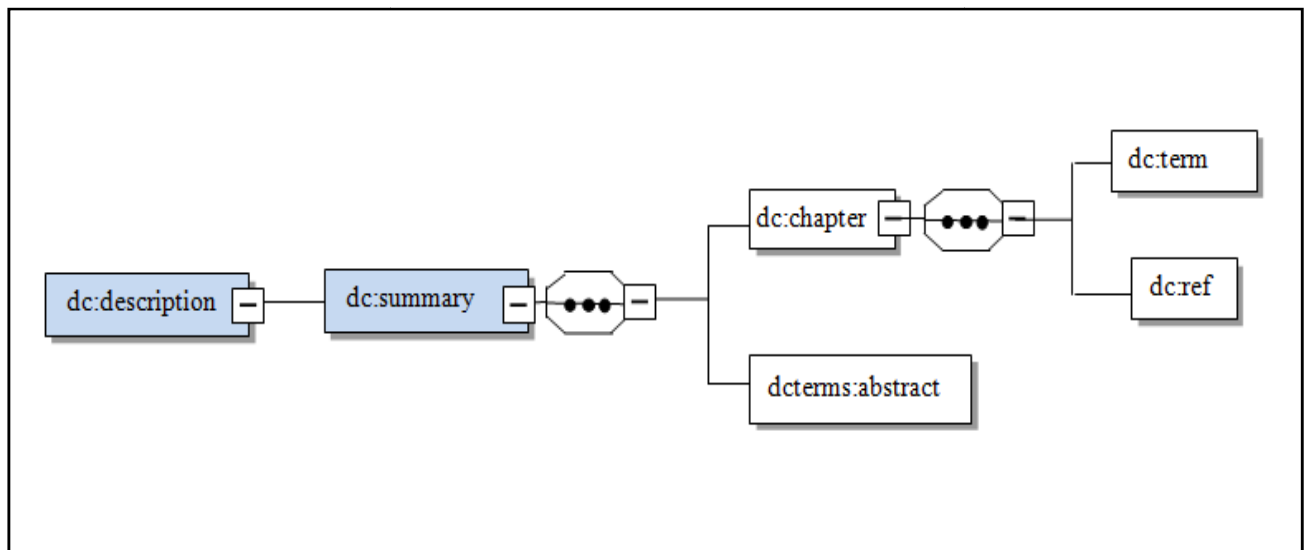 dc:description
dc:summary
dc:chapter
dcterms:abstract
dc:term
dc:ref